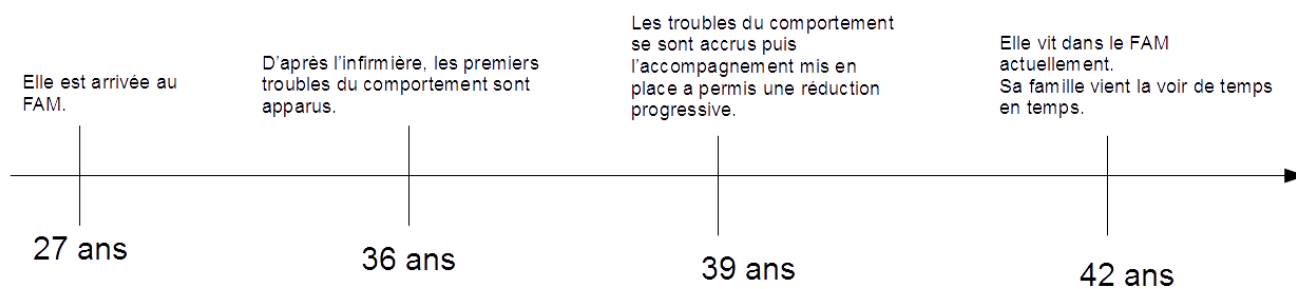 Elle est arrivée au
FAM.
D'après l'infirmière, les premiers
troubles du comportement sont
apparus.
Les troubles du comportement
se sont accrus puis
l'accompagnement mis en
place a permis une réduction
progressive.
Elle vit dans le FAM
actuellement.
Sa famille vient la voir de temps
en temps.
27 ans
36 ans
39 ans
42 ans